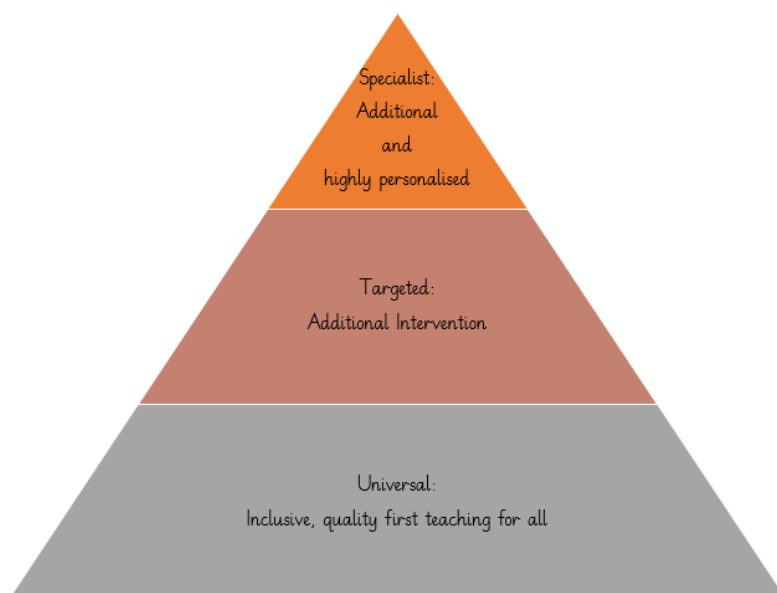 Specialist:
Additional
and
highly personalised
Targeted:
Additional Intervention
Universal:
Inclusive, quality first teaching for all